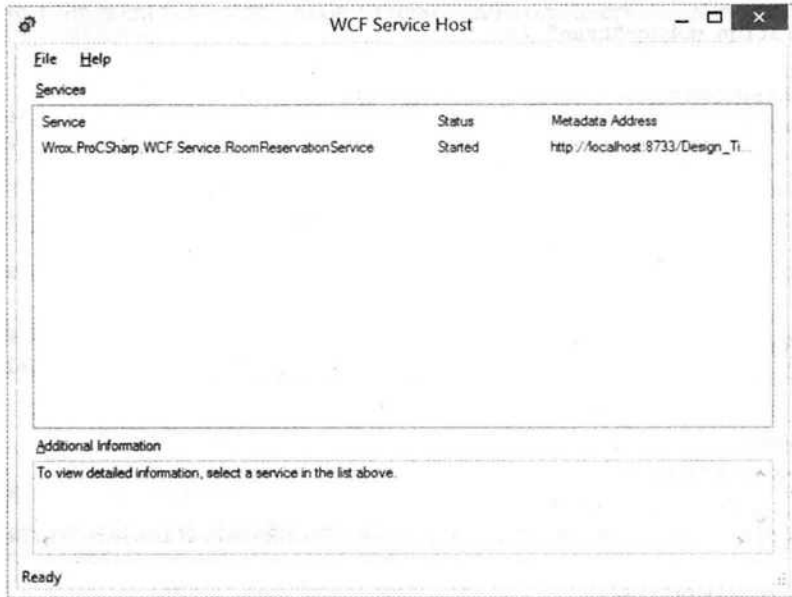 WCF Service Host
File Help
Services
Service Status Metadata Address
Wrox.ProCSharp.WCF.Service.RoomReservationService Started http://localhost:8733/Design_Ti...
Additional Information
To view detailed information, select a service in the list above.
Ready